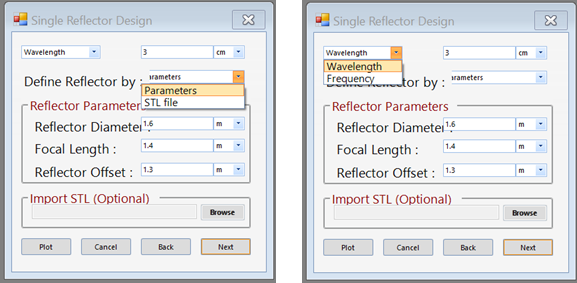 Single Reflector Design
Wavelength 3 cm
Define Reflector by : arameters
Parameters
STL file
Reflector Parameter
Reflector Diameter : 1.6 m
Focal Length : 1.4 m
Reflector Offset : 1.3 m
Import STL (Optional)
Browse
Plot Cancel Back Next
Single Reflector Design
Wavelength 3 cm
Wavelength
Frequency
Reflector by : arameters
Reflector Parameters
Reflector Diameter : 1.6 m
Focal Length : 1.4 m
Reflector Offset : 1.3 m
Import STL (Optional)
Browse
Plot Cancel Back Next